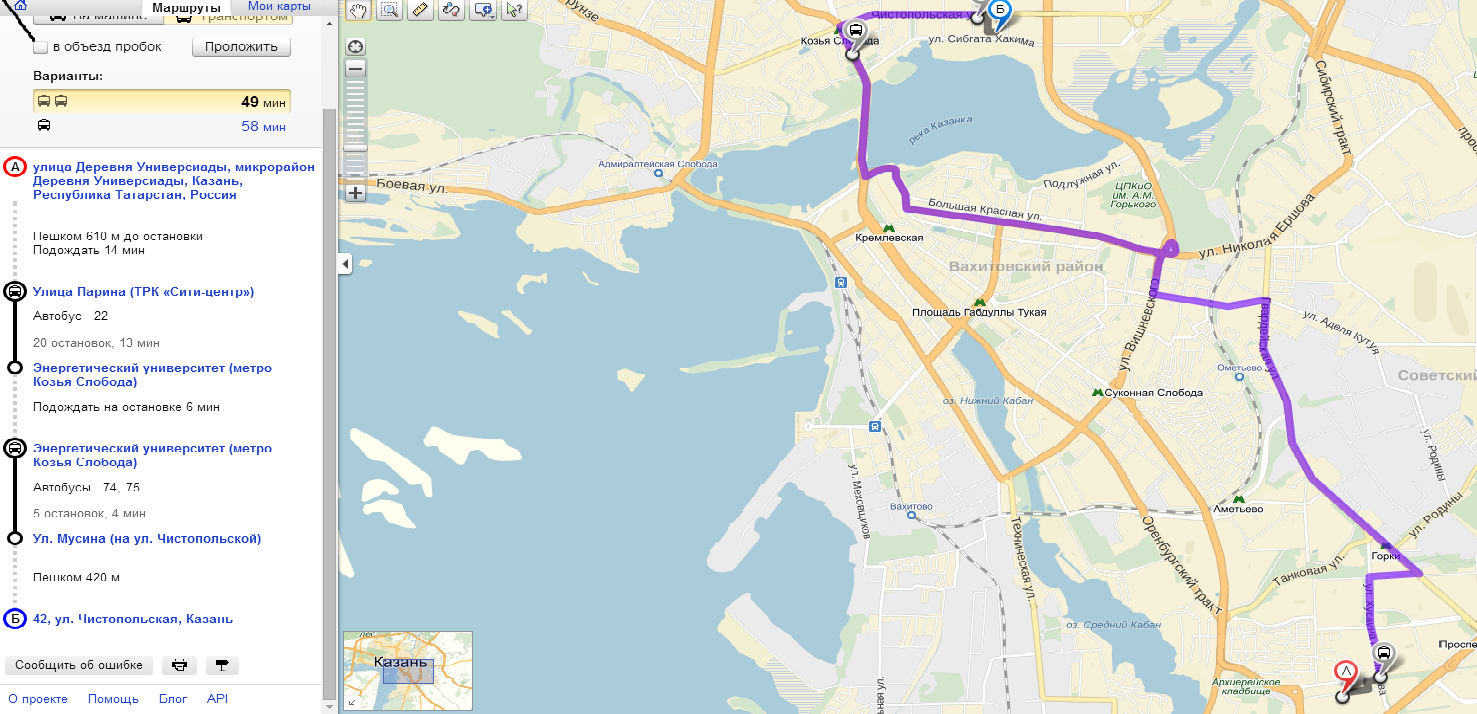 Маршруты
Мои карты
транспортом
в объезд пробок
Проложить
Варианты:
49 мин
58 мин
А
улица Деревня Универсиады, микрорайон
Деревня Универсиады, Казань,
Республика Татарстан, Россия
Пешком 610 м до остановки
Подождать 14 мин
Улица Парина (ТРК «Сити-центр»)
Автобус 22
20 остановок, 13 мин
Энергетический университет (метро
Козья Слобода)
Подождать на остановке 6 мин
Энергетический университет (метро
Козья Слобода)
Автобусы 74, 75
5 остановок, 4 мин
Ул. Мусина (на ул. Чистопольской)
Пешком 420 м
Б
42, ул. Чистопольская, Казань
Сообщить об ошибке
О проекте Помощь Блог API
Чистопольская ул.
Б
Козья Слобода
ул. Сибгата Хакима
Сибирский тракт
река Казанка
Адмиралтейская Слобода
Боевая ул.
Подлужная ул.
ЦПКиО
им. А.М.
Горького
Большая Красная ул.
ул. Николая Ершова
Кремлевская
Вахитовский район
Площадь Габдуллы Тукая
ул. Вишневского
Гвардейская ул.
ул. Аделя Кутуя
Ометьево
Советский
Суконная Слобода
оз. Нижний Кабан
ул. Родины
ул. Меховщиков
Вахитово
Аметьево
ул. Родины
Техническая ул.
Оренбургский тракт
Горки
Танковая ул.
оз. Средний Кабан
Проспе
Казань
А
Архиерейское
кладбище